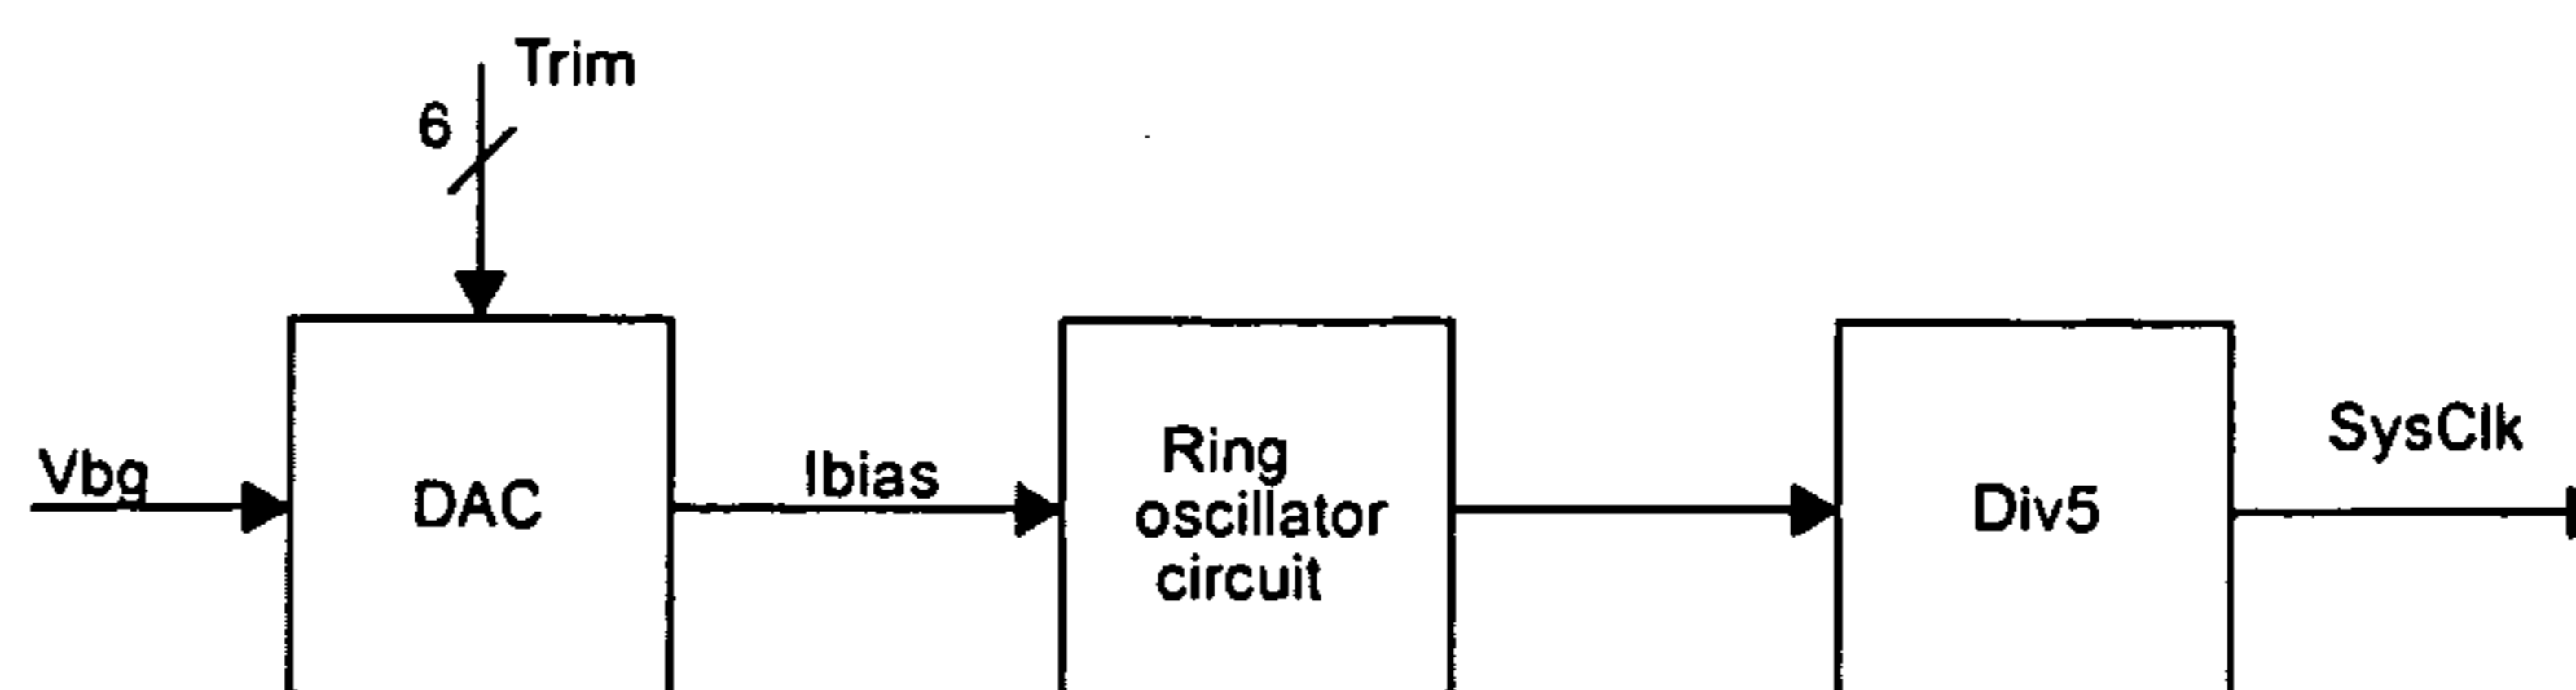 Trim
6
Vbg
DAC
Ibias
Ring
oscillator
circuit
Div5
SysClk